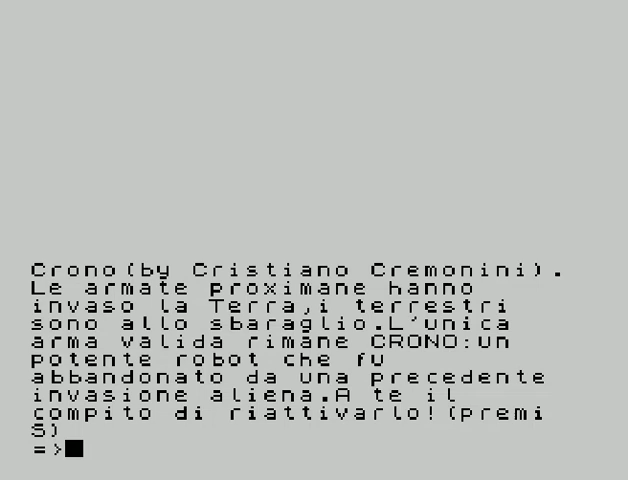 Crono(by Cristiano Cremonini).
Le armate proximane hanno
invaso la Terra,i terrestri
sono allo sbaraglio.L'unica
arma valida rimane CRONO:un
potente robot che fu
abbandonato da una precedente
invasione aliena.A te il
compito di riattivarlo!(premi
S)
=>